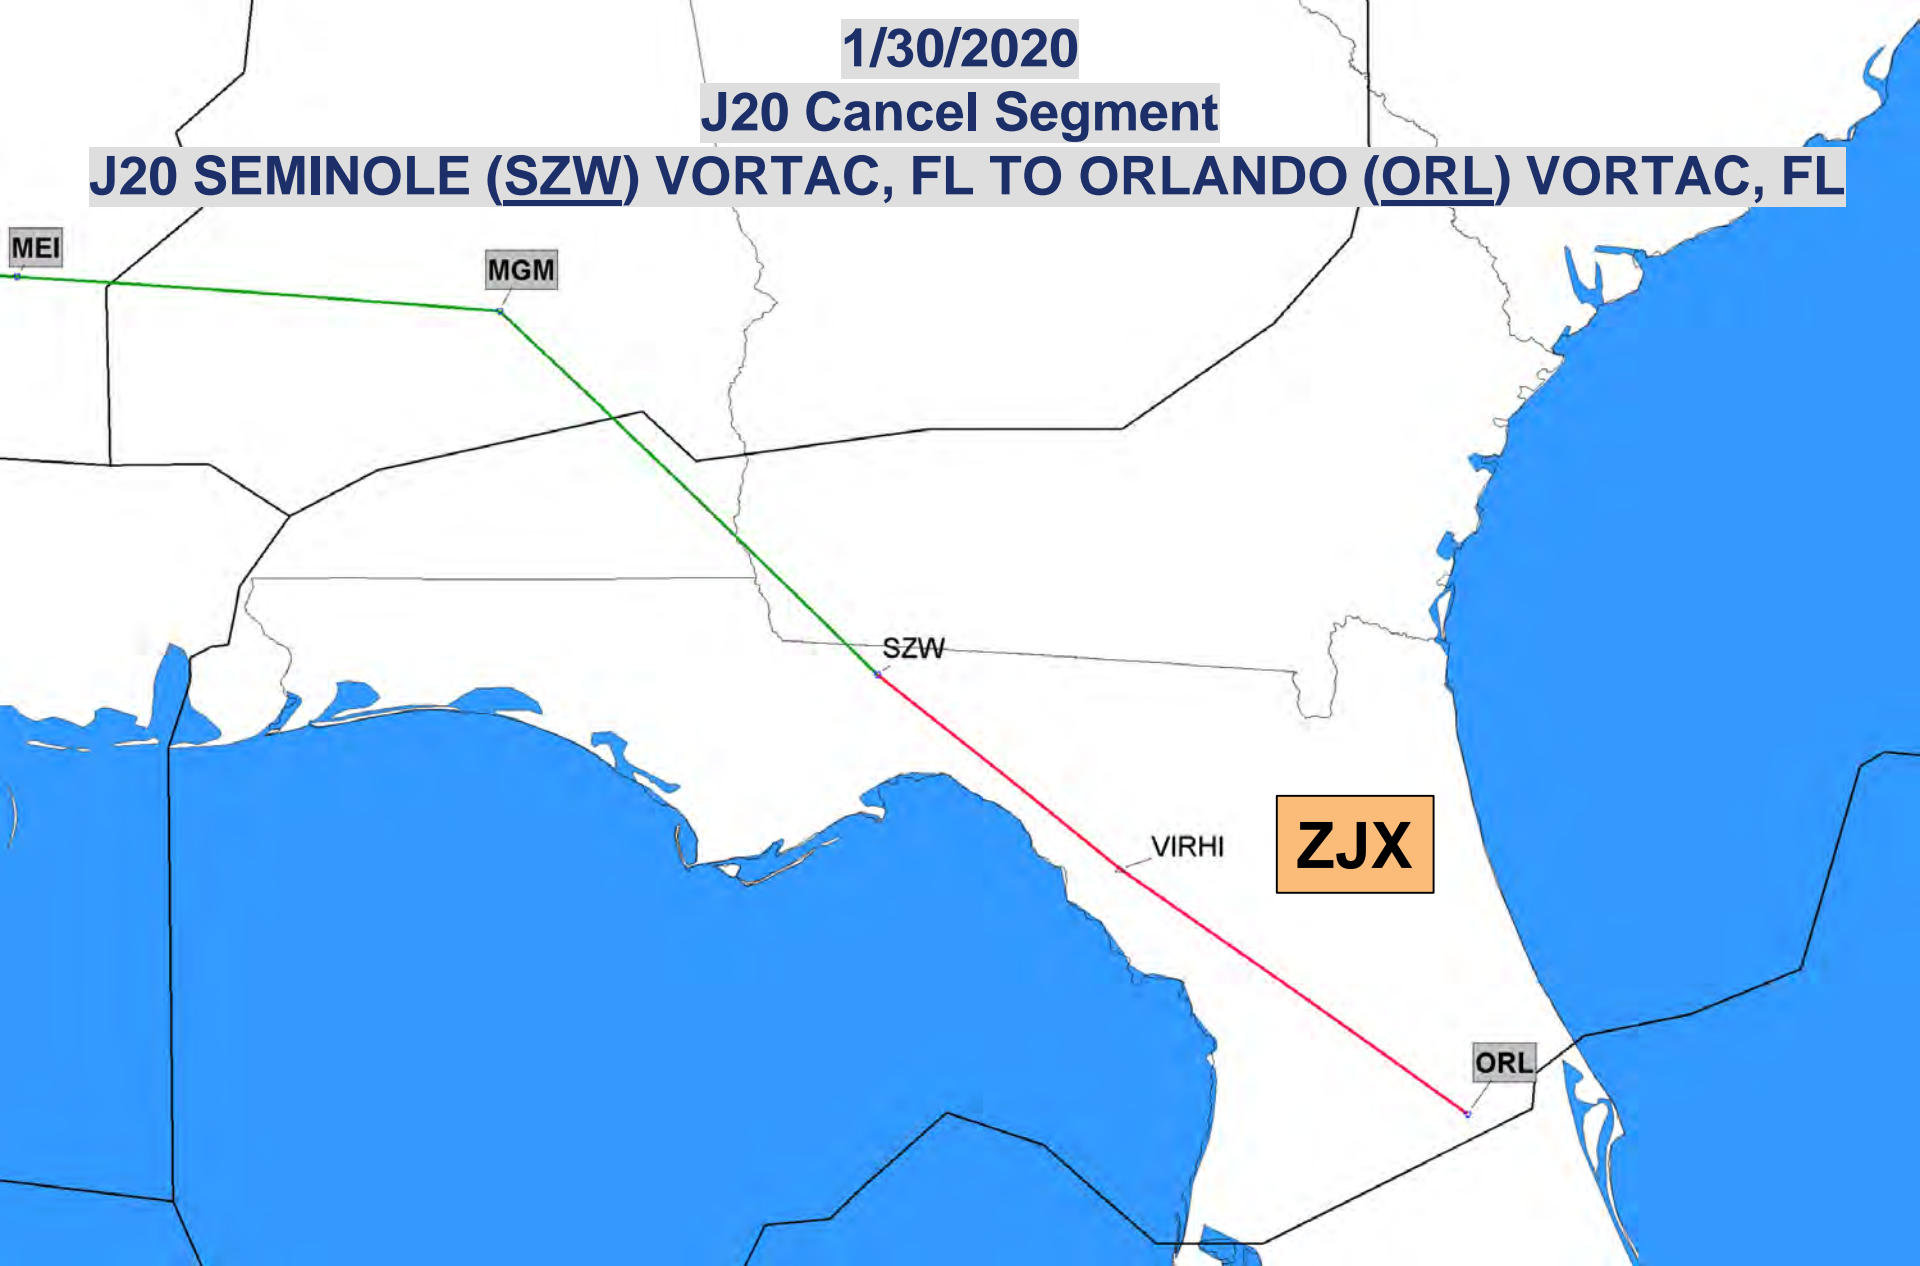 1/30/2020
J20 Cancel Segment
J20 SEMINOLE (SZW) VORTAC, FL TO ORLANDO (ORL) VORTAC, FL
MEI
MGM
SZW
VIRHI
ZJX
ORL